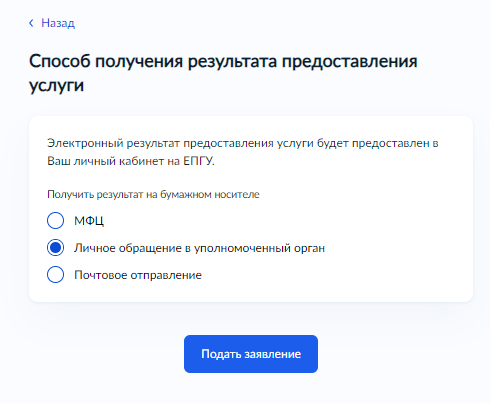 Назад
Способ получения результата предоставления
услуги
Электронный результат предоставления услуги будет предоставлен в
Ваш личный кабинет на ЕПГУ.
Получить результат на бумажном носителе
МФЦ
Личное обращение в уполномоченный орган
Почтовое отправление
Подать заявление